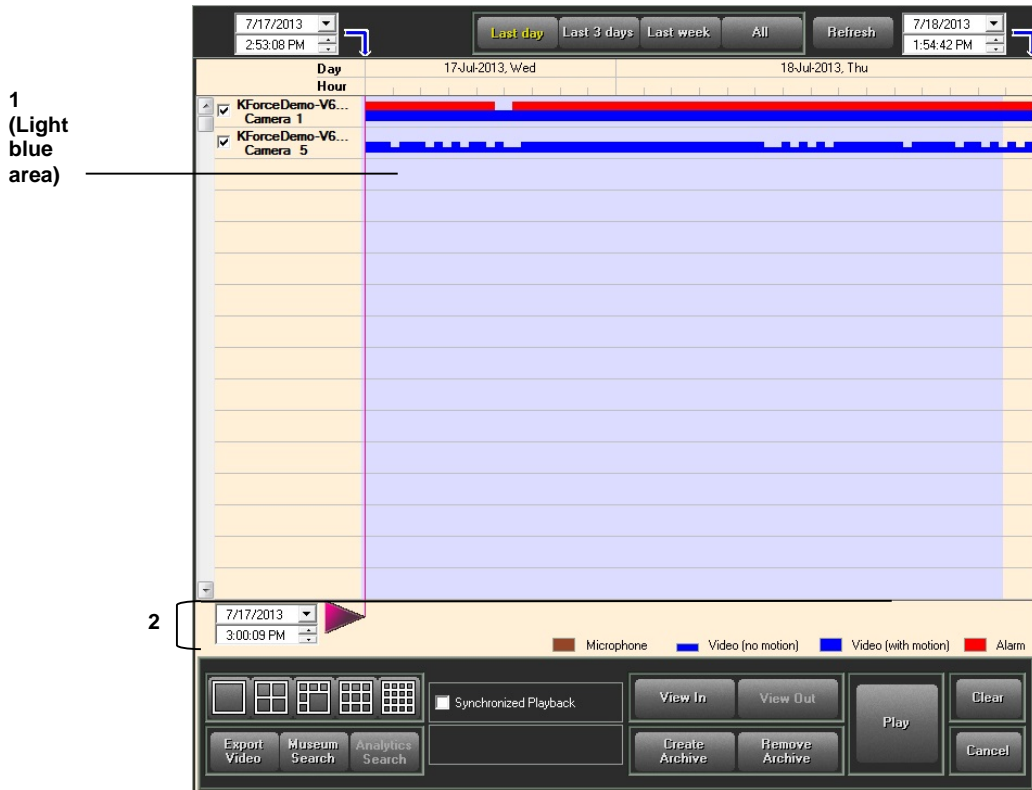 7/17/2013
2:53:08 PM
Last day
Last 3 days
Last week
All
Refresh
7/18/2013
1:54:42 PM
Day
17-Jul-2013, Wed
18-Jul-2013, Thu
Hour
1
(Light
blue
area)
KForceDemo-V6...
Camera 1
KForceDemo-V6...
Camera 5
2
7/17/2013
3:00:09 PM
Microphone
Video (no motion)
Video (with motion)
Alarm
Synchronized Playback
View In
View Out
Play
Clear
Export
Video
Museum
Search
Analytics
Search
Create
Archive
Remove
Archive
Cancel